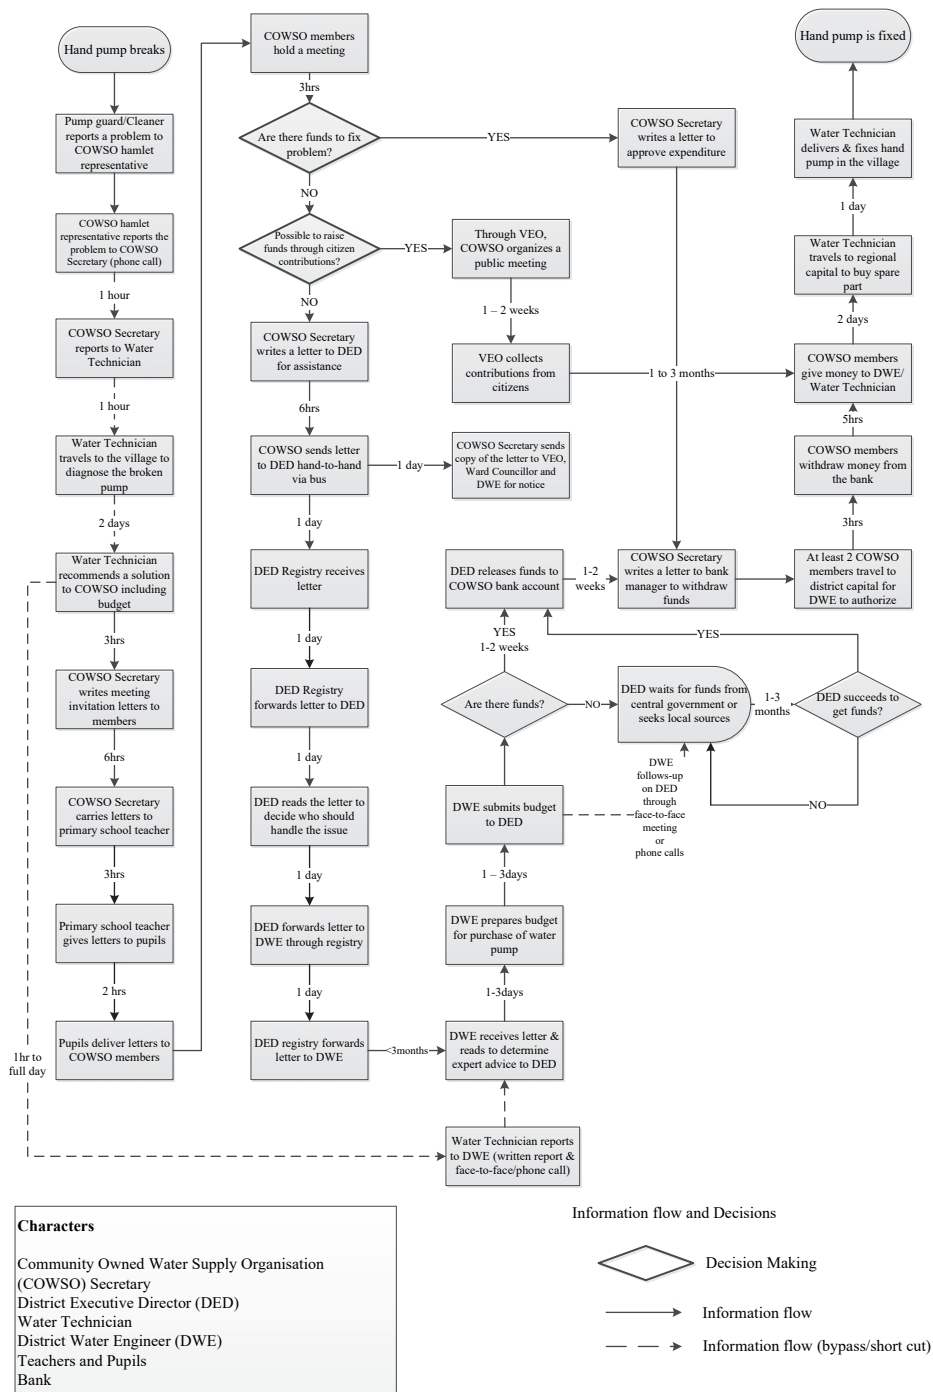 Hand pump breaks
Pump guard/Cleaner
reports a problem to
COWSO hamlet
representative
COWSO hamlet
representative reports the
problem to COWSO
Secretary (phone call)
1 hour
COWSO Secretary
reports to Water
Technician
1 hour
Water Technician
travels to the village to
diagnose the broken
pump
2 days
Water Technician
recommends a solution
to COWSO including
budget
3hrs
COWSO Secretary
writes meeting
invitation letters to
members
6hrs
COWSO Secretary
carries letters to
primary school teacher
3hrs
Primary school teacher
gives letters to pupils
2 hrs
Pupils deliver letters to
COWSO members
1hr to
full day
COWSO members
hold a meeting
3hrs
Are there funds to fix
problem?
YES
NO
Possible to raise
funds through citizen
contributions?
YES
NO
COWSO Secretary
writes a letter to DED
for assistance
6hrs
COWSO sends letter
to DED hand-to-hand
via bus
1 day
1 day
DED Registry receives
letter
1 day
DED Registry
forwards letter to DED
1 day
DED reads the letter to
decide who should
handle the issue
1 day
DED forwards letter to
DWE through registry
1 day
DED registry forwards
letter to DWE
<3months
Through VEO,
COWSO organizes a
public meeting
1 – 2 weeks
VEO collects
contributions from
citizens
1 to 3 months
COWSO Secretary sends
copy of the letter to VEO,
Ward Councillor and
DWE for notice
DED releases funds to
COWSO bank account
1-2
weeks
YES
1-2 weeks
Are there funds?
NO
DWE submits budget
to DED
1 – 3days
DWE prepares budget
for purchase of water
pump
1-3days
DWE receives letter &
reads to determine
expert advice to DED
Water Technician reports
to DWE (written report &
face-to-face/phone call)
COWSO Secretary
writes a letter to
approve expenditure
COWSO Secretary
writes a letter to bank
manager to withdraw
funds
YES
DED waits for funds from
central government or
seeks local sources
1-3
months
DED succeeds to
get funds?
NO
DWE
follows-up
on DED
through
face-to-face
meeting
or
phone calls
Hand pump is fixed
Water Technician
delivers & fixes hand
pump in the village
1 day
Water Technician
travels to regional
capital to buy spare
part
2 days
COWSO members
give money to DWE/
Water Technician
5hrs
COWSO members
withdraw money from
the bank
3hrs
At least 2 COWSO
members travel to
district capital for
DWE to authorize
Characters
Community Owned Water Supply Organisation
(COWSO) Secretary
District Executive Director (DED)
Water Technician
District Water Engineer (DWE)
Teachers and Pupils
Bank
Information flow and Decisions
Decision Making
Information flow
Information flow (bypass/short cut)